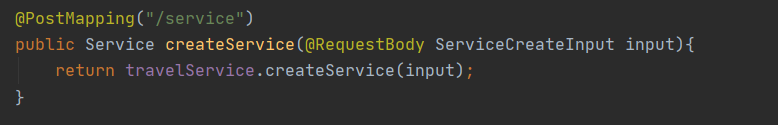 @PostMapping("/service")
public Service createService(@RequestBody ServiceCreateInput input){
    return travelService.createService(input);
}